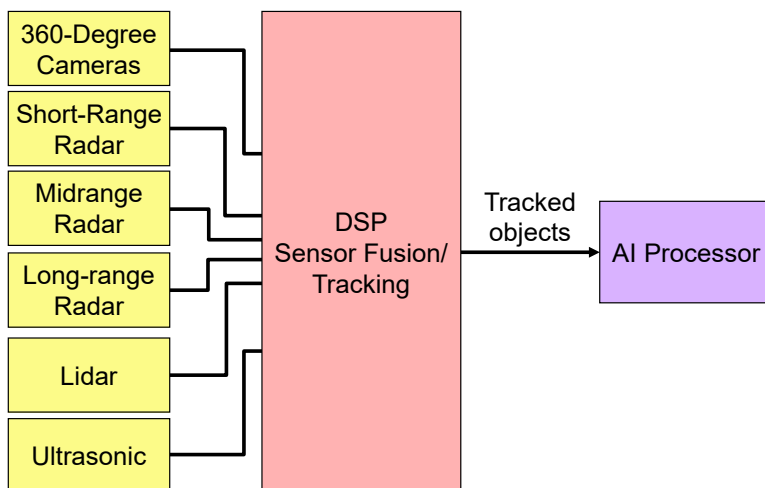 360-Degree
Cameras
Short-Range
Radar
Midrange
Radar
Long-range
Radar
Lidar
Ultrasonic
DSP
Sensor Fusion/
Tracking
Tracked
objects
AI Processor